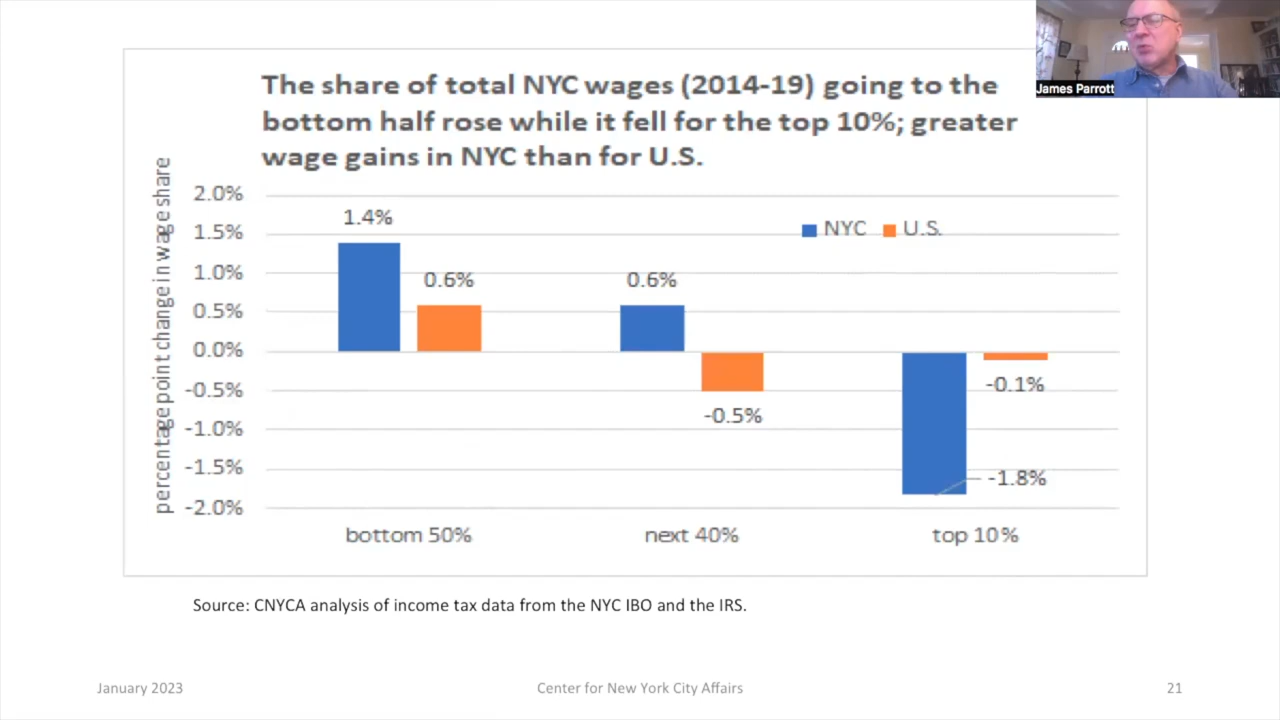 James Parrott
The share of total NYC wages (2014-19) going to the
bottom half rose while it fell for the top 10%; greater
wage gains in NYC than for U.S.
percentage point change in wage share
2.0%
1.5%
1.0%
0.5%
0.0%
-0.5%
-1.0%
-1.5%
-2.0%
NYC U.S.
1.4%
0.6%
0.6%
-0.5%
-0.1%
-1.8%
bottom 50% next 40% top 10%
Source: CNYCA analysis of income tax data from the NYC IBO and the IRS.
January 2023 Center for New York City Affairs 21